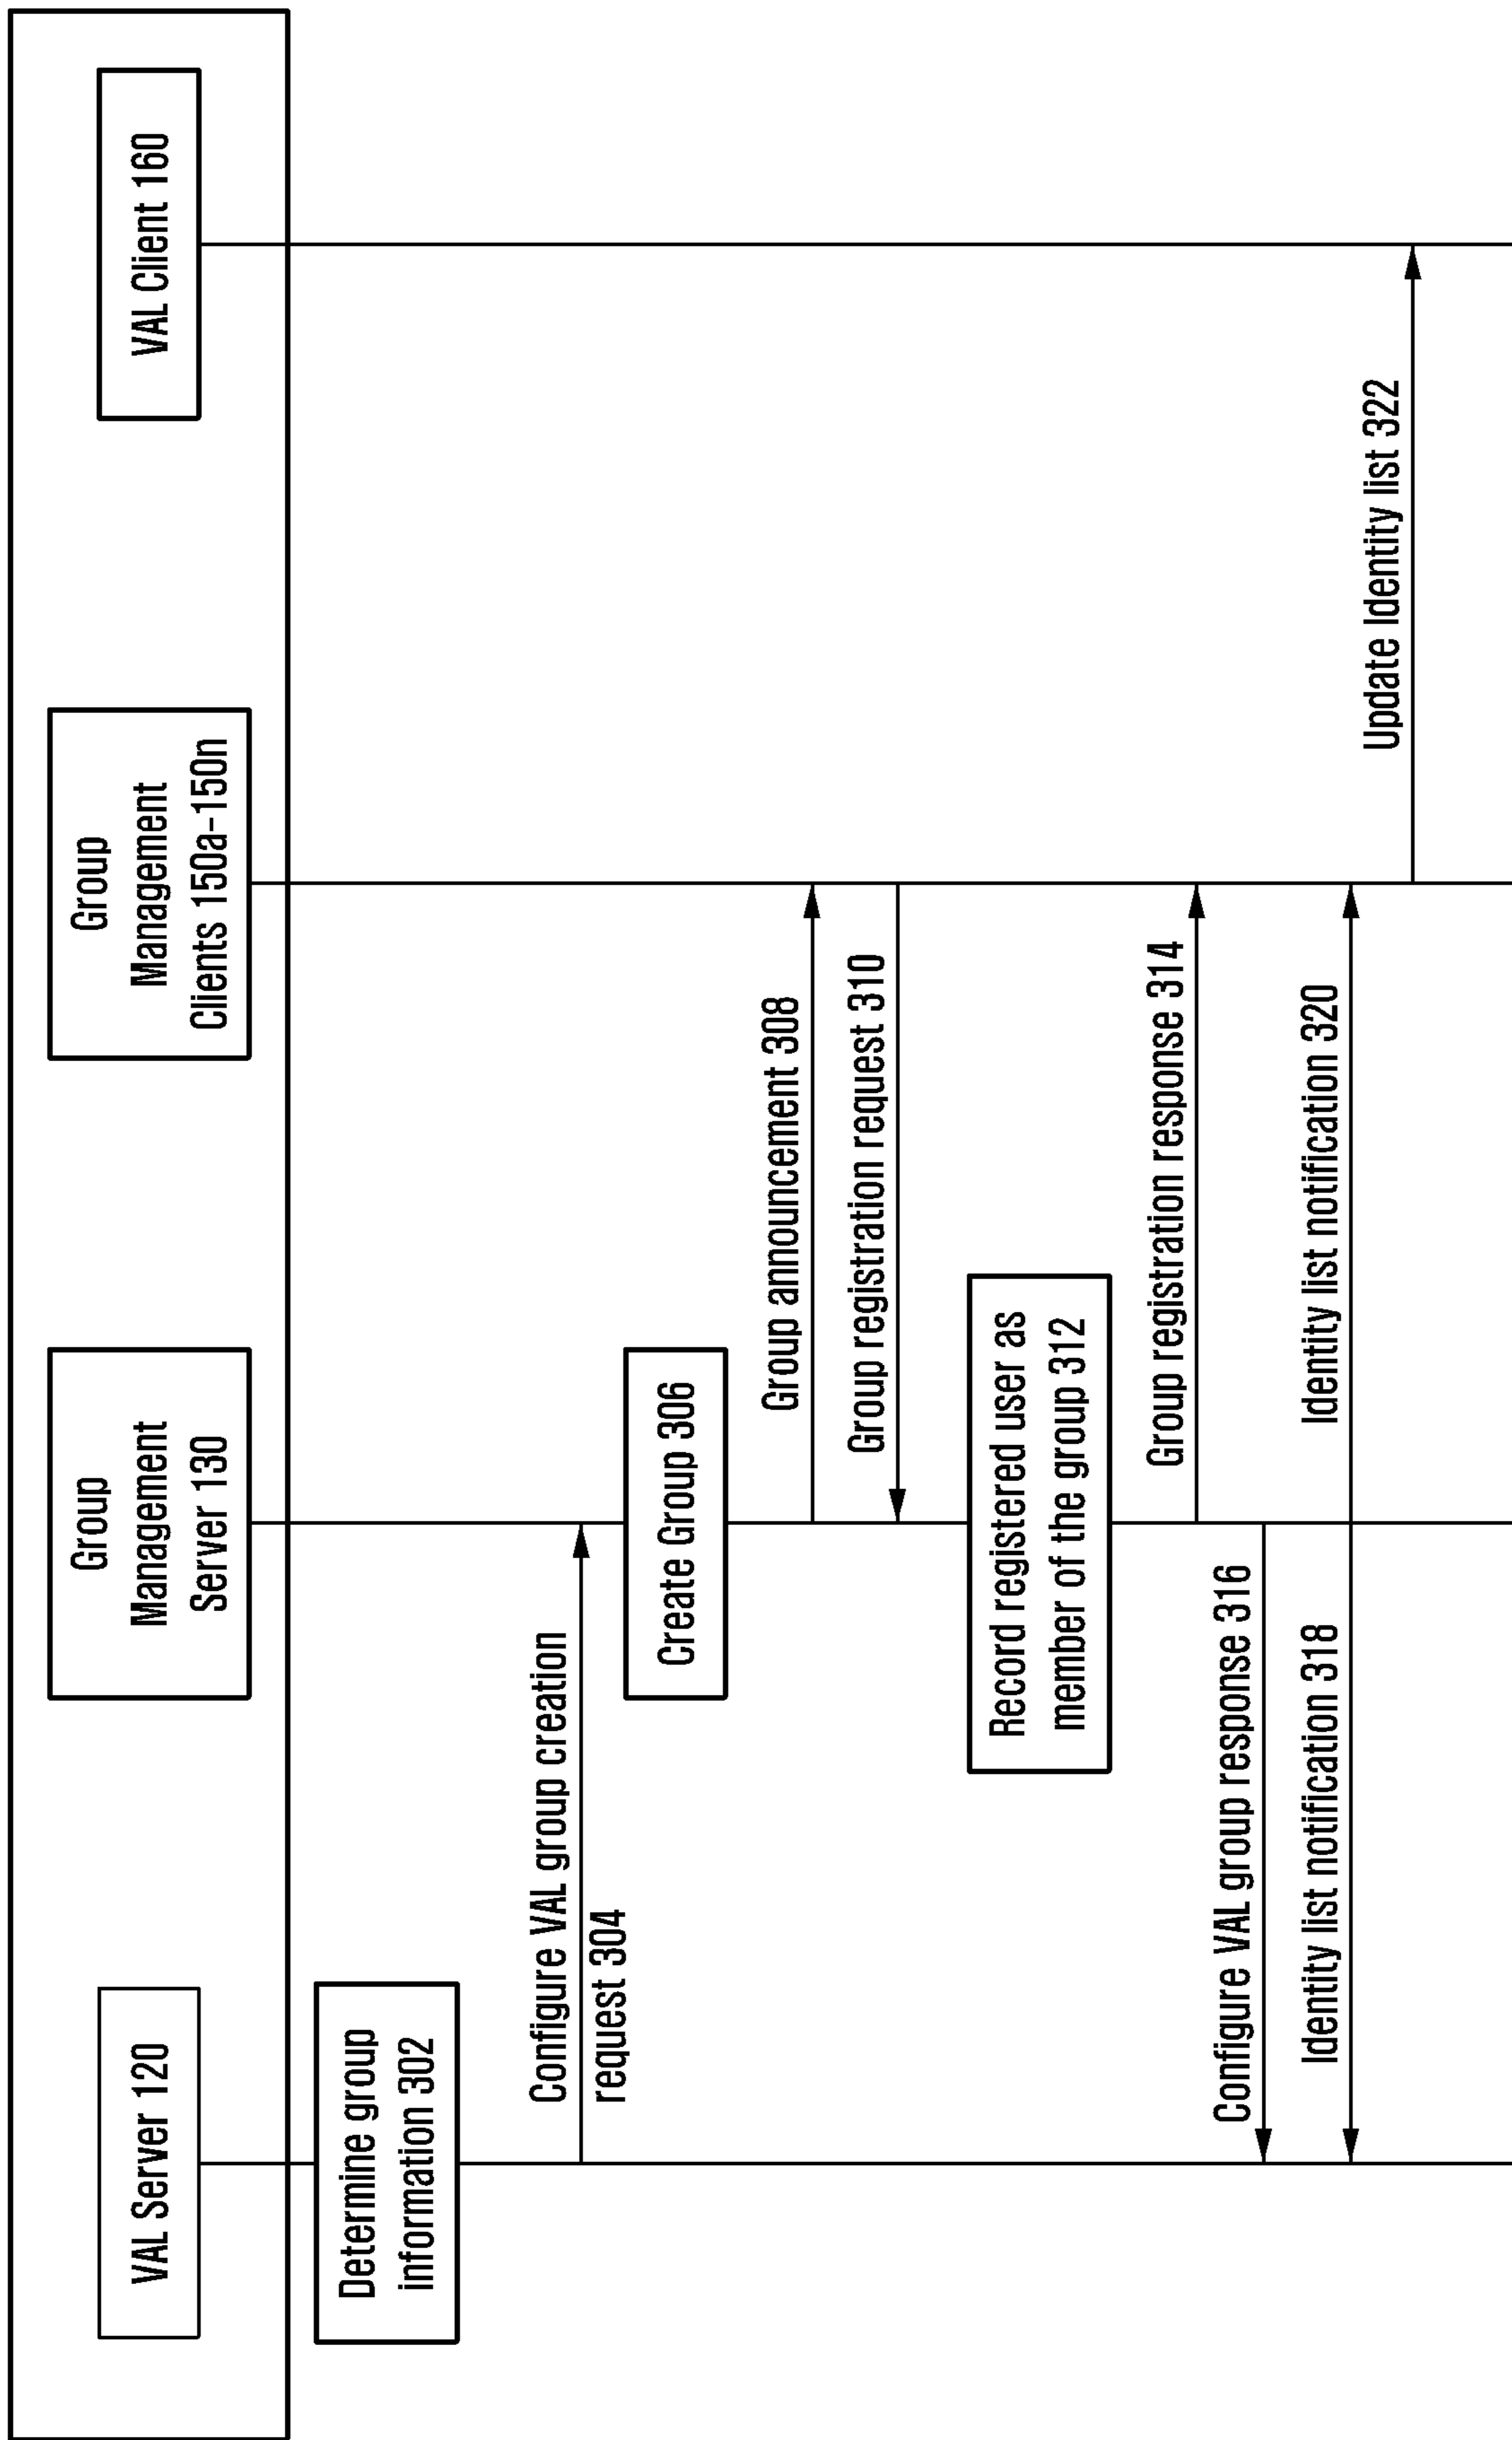 VAL Server 120
Group
Management
Server 130
Group
Management
Clients 150a-150n
VAL Client 160
Determine group
information 302
Configure VAL group creation
request 304
Create Group 306
Group announcement 308
Group registration request 310
Record registered user as
member of the group 312
Group registration response 314
Configure VAL group response 316
Identity list notification 318
Identity list notification 320
Update Identity list 322